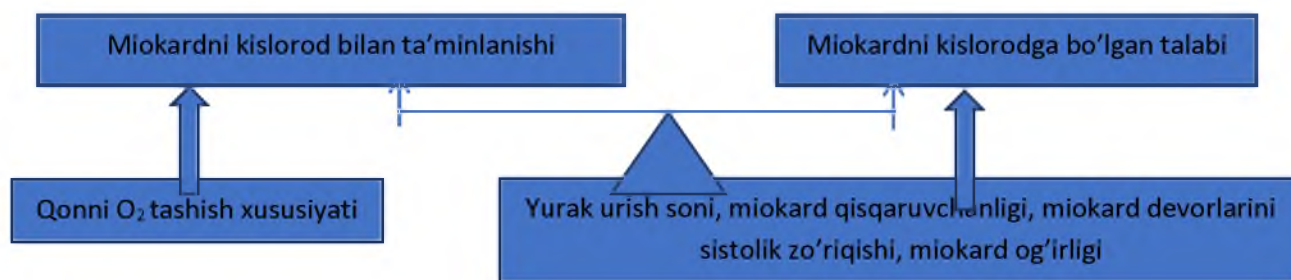 Miokardni kislorod bilan ta’minlanishi
Miokardni kislorodga bo’lgan talabi
Qonni O₂ tashish xususiyati
Yurak urish soni, miokard qisqaruvchanligi, miokard devorlarini
sistolik zo’riqishi, miokard og’irligi